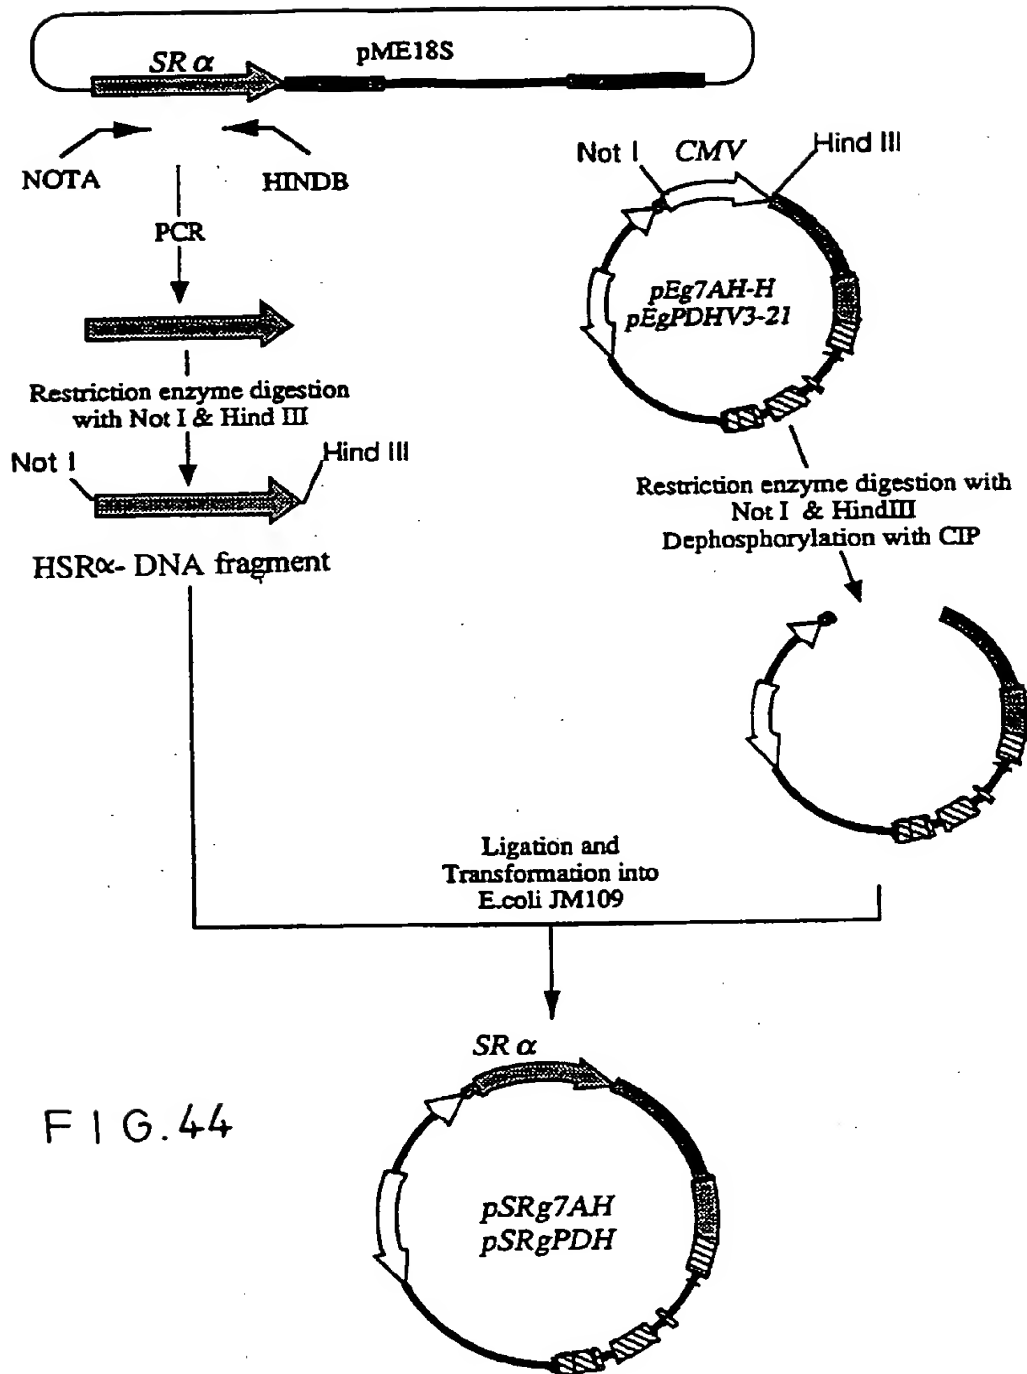 pME18S
SR α
NOTA
HINDB
PCR
Restriction enzyme digestion
with Not I & Hind III
Not I
Hind III
HSRα- DNA fragment
Not I
CMV
Hind III
pEg7AH-H
pEgPDHV3-21
Restriction enzyme digestion with
Not I & HindIII
Dephosphorylation with CIP
Ligation and
Transformation into
E.coli JM109
SR α
FIG.44
pSRg7AH
pSRgPDH